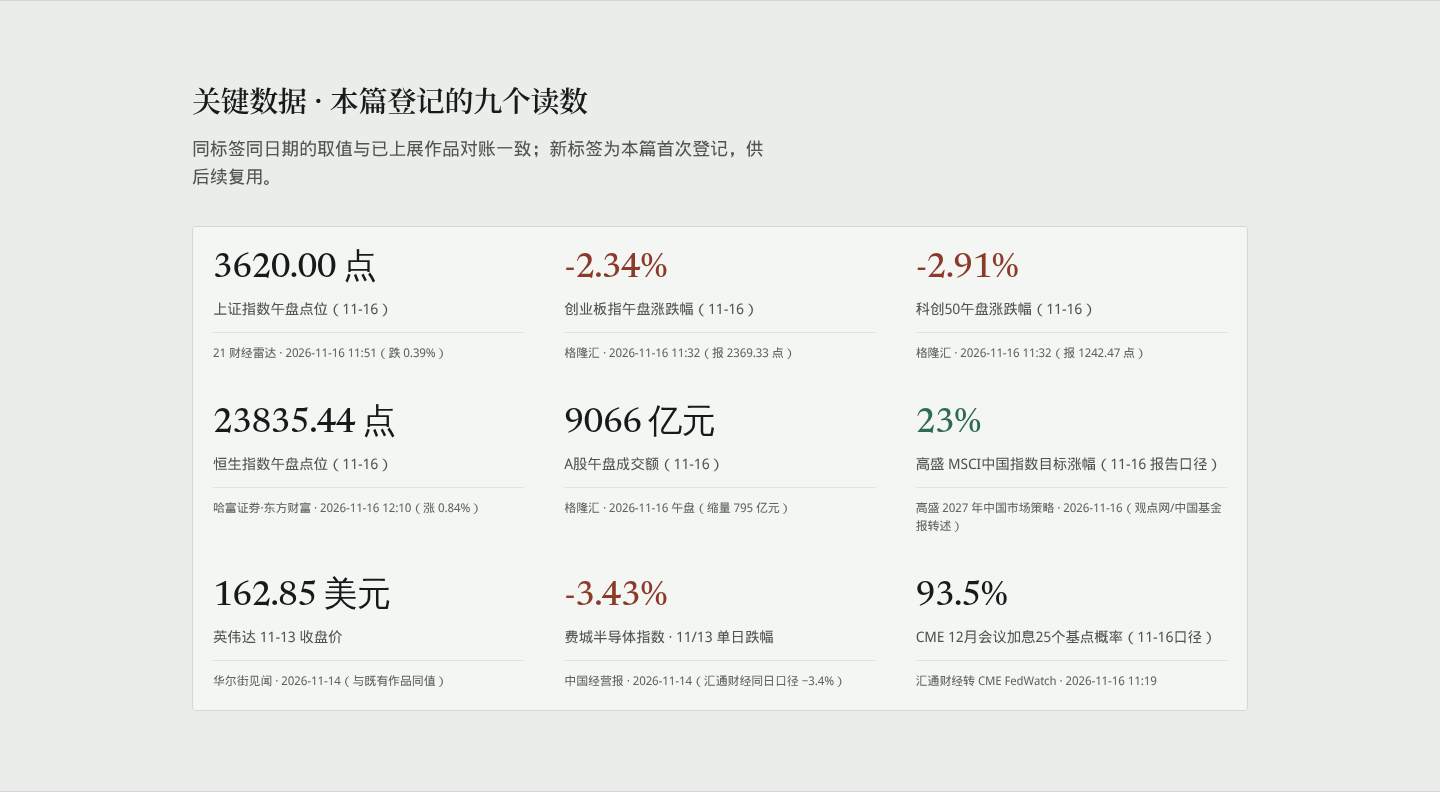 关键数据 · 本篇登记的九个读数
同标签同日期的取值与已上展作品对账一致；新标签为本篇首次登记，供
后续复用。
3620.00 点
上证指数午盘点位（11-16）
21 财经雷达 · 2026-11-16 11:51（跌 0.39%）
-2.34%
创业板指午盘涨跌幅（11-16）
格隆汇 · 2026-11-16 11:32（报 2369.33 点）
-2.91%
科创50午盘涨跌幅（11-16）
格隆汇 · 2026-11-16 11:32（报 1242.47 点）
23835.44 点
恒生指数午盘点位（11-16）
哈富证券·东方财富 · 2026-11-16 12:10（涨 0.84%）
9066 亿元
A股午盘成交额（11-16）
格隆汇 · 2026-11-16 午盘（缩量 795 亿元）
23%
高盛 MSCI中国指数目标涨幅（11-16 报告口径）
高盛 2027 年中国市场策略 · 2026-11-16（观点网/中国基金
报转述）
162.85 美元
英伟达 11-13 收盘价
华尔街见闻 · 2026-11-14（与既有作品同值）
-3.43%
费城半导体指数 · 11/13 单日跌幅
中国经营报 · 2026-11-14（汇通财经同日口径 −3.4%）
93.5%
CME 12月会议加息25个基点概率（11-16口径）
汇通财经转 CME FedWatch · 2026-11-16 11:19